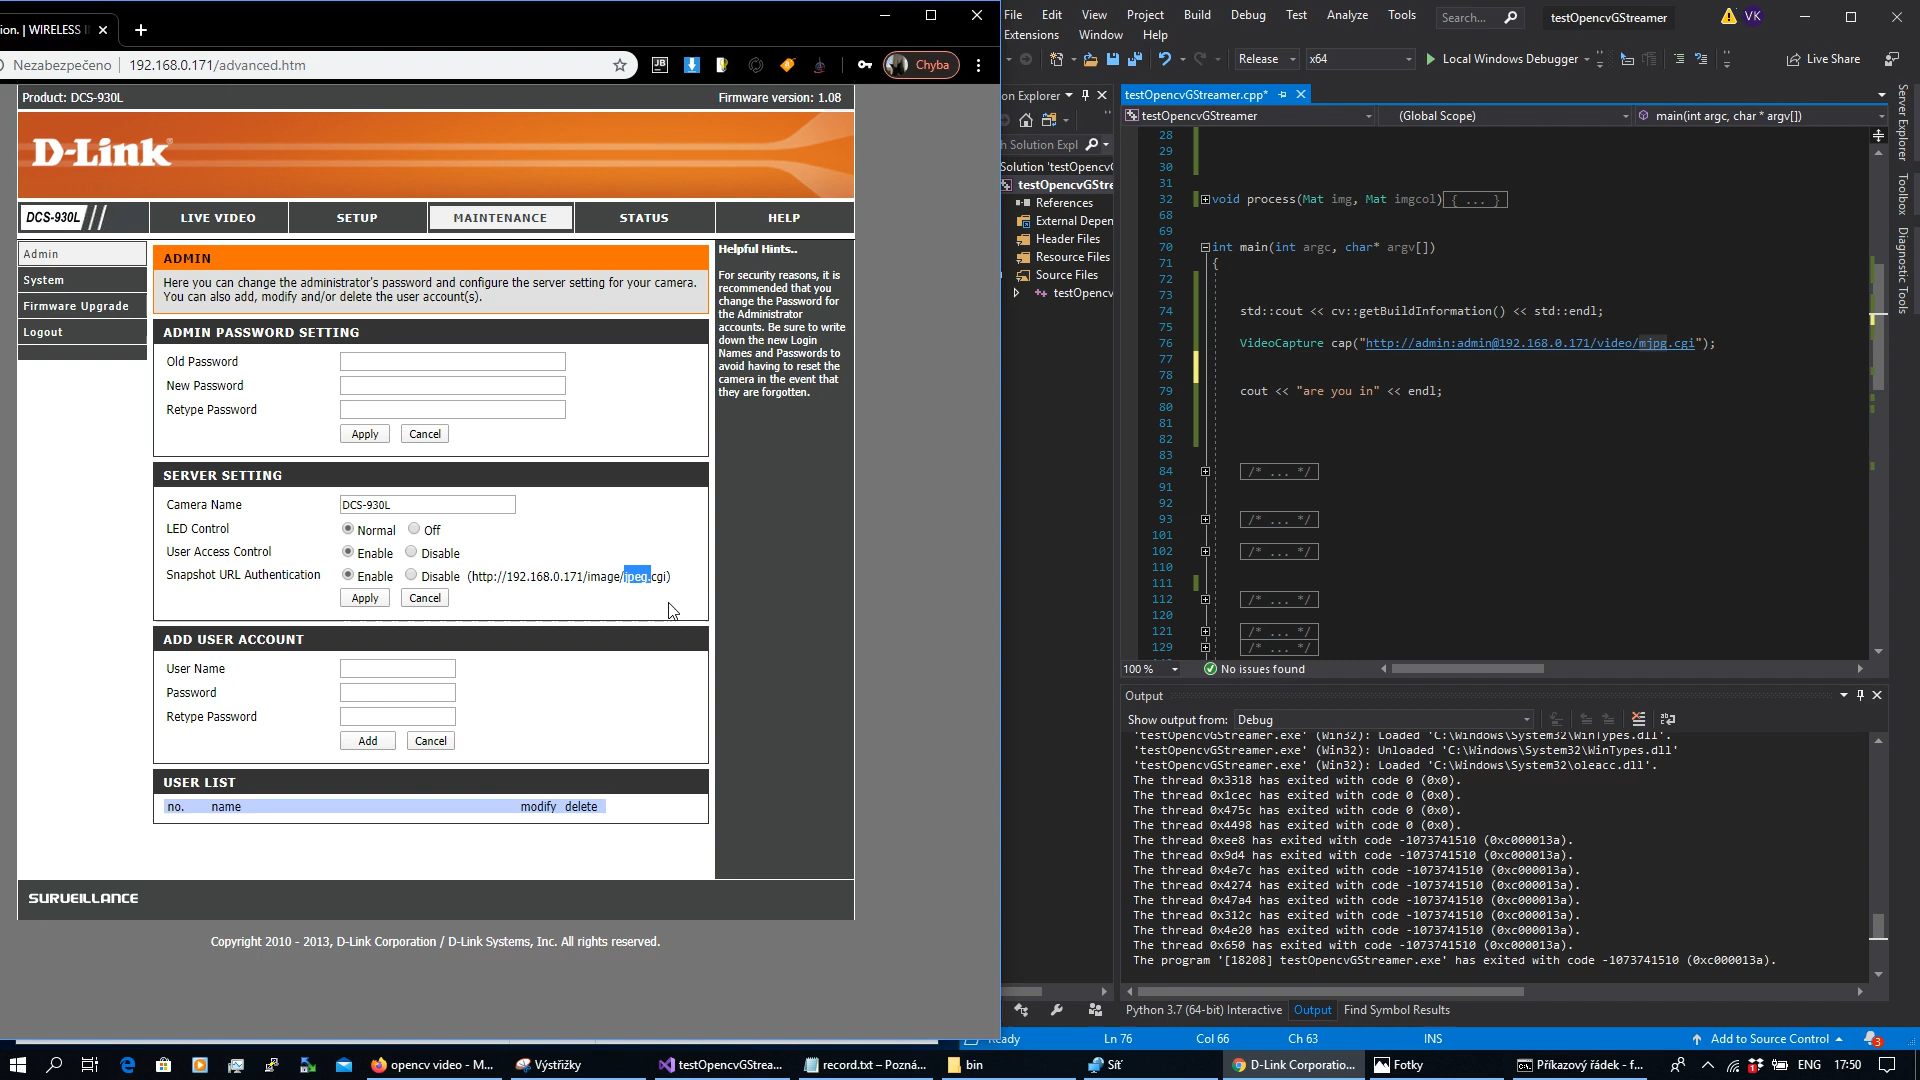 ion. | WIRELESS
Nezabezpečeno 192.168.0.171/advanced.htm
Chyba
Product: DCS-930L Firmware version: 1.08
D-Link
DCS-930L LIVE VIDEO SETUP MAINTENANCE STATUS HELP
Admin
System
Firmware Upgrade
Logout
ADMIN
Here you can change the administrator's password and configure the server setting for your camera.
You can also add, modify and/or delete the user account(s).
ADMIN PASSWORD SETTING
Old Password
New Password
Retype Password
Apply Cancel
SERVER SETTING
Camera Name DCS-930L
LED Control Normal Off
User Access Control Enable Disable
Snapshot URL Authentication Enable Disable (http://192.168.0.171/image/jpeg.cgi)
Apply Cancel
ADD USER ACCOUNT
User Name
Password
Retype Password
Add Cancel
USER LIST
no. name modify delete
Helpful Hints..
For security reasons, it is
recommended that you
change the Password for
the Administrator
accounts. Be sure to write
down the new Login
Names and Passwords to
avoid having to reset the
camera in the event that
they are forgotten.
SURVEILLANCE
Copyright 2010 - 2013, D-Link Corporation / D-Link Systems, Inc. All rights reserved.
File Edit View Project Build Debug Test Analyze Tools Search... testOpencvGStreamer VK
Extensions Window Help
Release x64 Local Windows Debugger Live Share
on Explorer
h Solution Expl
Solution 'testOpencv
testOpencvGStre
References
External Depen
Header Files
Resource Files
Source Files
testOpencv
testOpencvGStreamer.cpp*
testOpencvGStreamer (Global Scope) main(int argc, char * argv[])
28
29
30
31
32 void process(Mat img, Mat imgcol){ ... }
68
69
70 int main(int argc, char* argv[])
71 {
72
73
74 std::cout << cv::getBuildInformation() << std::endl;
75
76 VideoCapture cap("http://admin:admin@192.168.0.171/video/mjpg.cgi");
77
78
79 cout << "are you in" << endl;
80
81
82
83
84 /* ... */
91
92
93 /* ... */
101
102 /* ... */
110
111
112 /* ... */
120
121 /* ... */
129 /* ... */
100 % No issues found
Server Explorer
Toolbox
Diagnostic Tools
Output
Show output from: Debug
'testOpencvGStreamer.exe' (Win32): Loaded 'C:\Windows\System32\WinTypes.dll'.
'testOpencvGStreamer.exe' (Win32): Unloaded 'C:\Windows\System32\WinTypes.dll'
'testOpencvGStreamer.exe' (Win32): Loaded 'C:\Windows\System32\oleacc.dll'.
The thread 0x3318 has exited with code 0 (0x0).
The thread 0x1cec has exited with code 0 (0x0).
The thread 0x475c has exited with code 0 (0x0).
The thread 0x4498 has exited with code 0 (0x0).
The thread 0xee8 has exited with code -1073741510 (0xc000013a).
The thread 0x9d4 has exited with code -1073741510 (0xc000013a).
The thread 0x4e7c has exited with code -1073741510 (0xc000013a).
The thread 0x4274 has exited with code -1073741510 (0xc000013a).
The thread 0x47a4 has exited with code -1073741510 (0xc000013a).
The thread 0x312c has exited with code -1073741510 (0xc000013a).
The thread 0x4e20 has exited with code -1073741510 (0xc000013a).
The thread 0x650 has exited with code -1073741510 (0xc000013a).
The program '[18208] testOpencvGStreamer.exe' has exited with code -1073741510 (0xc000013a).
Python 3.7 (64-bit) Interactive Output Find Symbol Results
Ready Ln 76 Col 66 Ch 63 INS Add to Source Control 3
opencv video - M... Výstřižky testOpencvGStrea... record.txt – Pozná... bin Síť D-Link Corporatio... Fotky Příkazový řádek - f... ENG 17:50